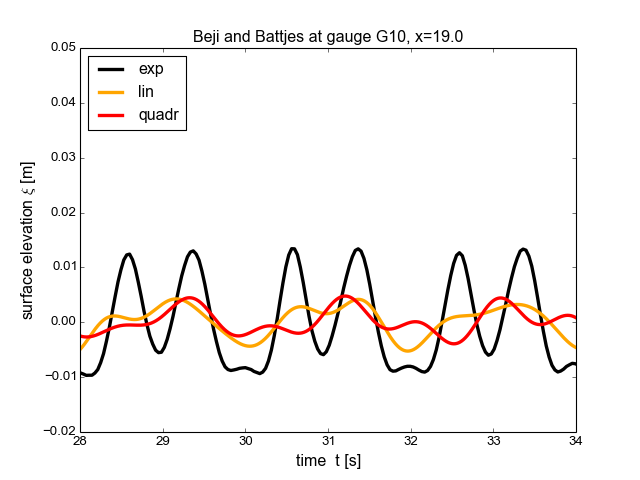 Beji and Battjes at gauge G10, x=19.0
0.05
0.04
0.03
0.02
0.01
0.00
−0.01
−0.02
surface elevation ξ [m]
exp
lin
quadr
28 29 30 31 32 33 34
time t [s]